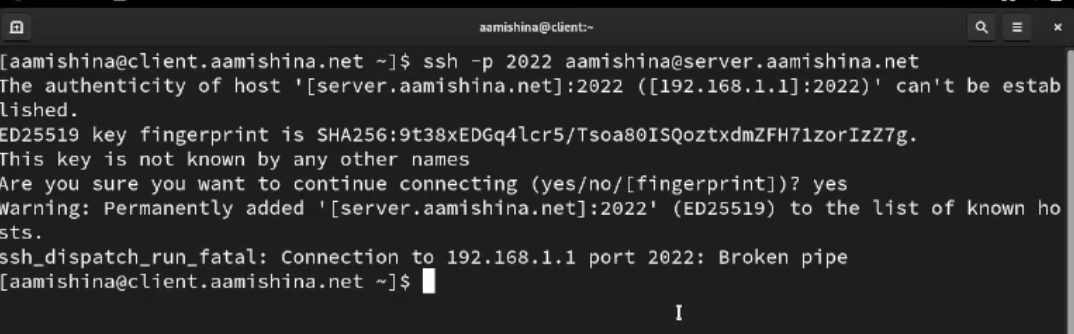 aamishina@client:~
[aamishina@client.aamishina.net ~]$ ssh -p 2022 aamishina@server.aamishina.net
The authenticity of host '[server.aamishina.net]:2022 ([192.168.1.1]:2022)' can't be estab
lished.
ED25519 key fingerprint is SHA256:9t38xEDGq4lcr5/Tsoa80ISQoztxdmZFH71zorIzZ7g.
This key is not known by any other names
Are you sure you want to continue connecting (yes/no/[fingerprint])? yes
Warning: Permanently added '[server.aamishina.net]:2022' (ED25519) to the list of known ho
sts.
ssh_dispatch_run_fatal: Connection to 192.168.1.1 port 2022: Broken pipe
[aamishina@client.aamishina.net ~]$